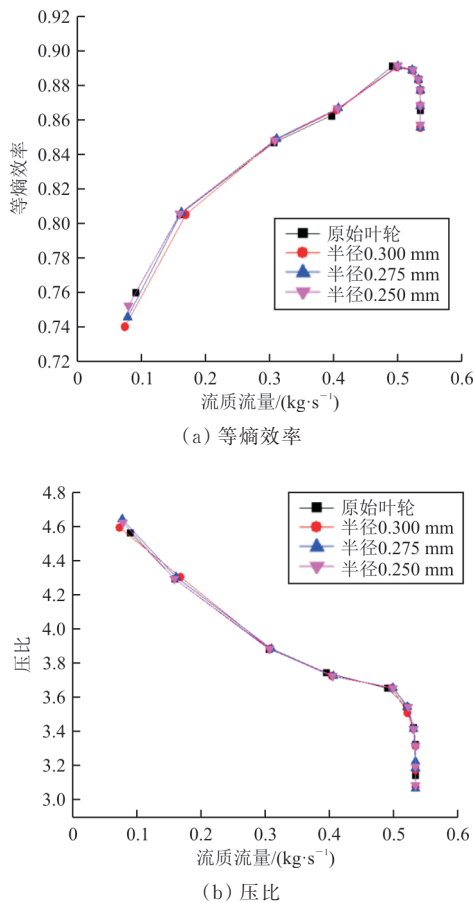 0.92
0.90
0.88
0.86
0.84
0.82
0.80
0.78
0.76
0.74
0.72
等熵效率
原始叶轮
半径0.300 mm
半径0.275 mm
半径0.250 mm
0 0.1 0.2 0.3 0.4 0.5 0.6
流质流量/(kg·s⁻¹)
(a) 等熵效率
4.8
4.6
4.4
4.2
4.0
3.8
3.6
3.4
3.2
3.0
压比
原始叶轮
半径0.300 mm
半径0.275 mm
半径0.250 mm
0 0.1 0.2 0.3 0.4 0.5 0.6
流质流量/(kg·s⁻¹)
(b) 压比